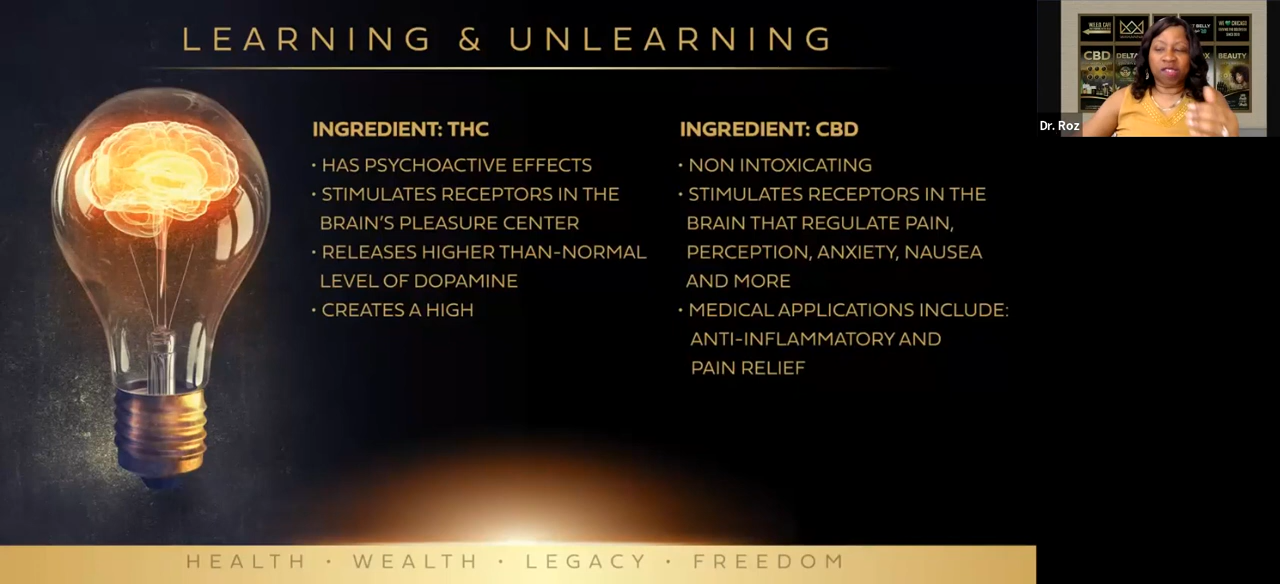 LEARNING & UNLEARNING
INGREDIENT: THC
• HAS PSYCHOACTIVE EFFECTS
• STIMULATES RECEPTORS IN THE
BRAIN'S PLEASURE CENTER
• RELEASES HIGHER THAN-NORMAL
LEVEL OF DOPAMINE
• CREATES A HIGH
INGREDIENT: CBD
• NON INTOXICATING
• STIMULATES RECEPTORS IN THE
BRAIN THAT REGULATE PAIN,
PERCEPTION, ANXIETY, NAUSEA
AND MORE
• MEDICAL APPLICATIONS INCLUDE:
ANTI-INFLAMMATORY AND
PAIN RELIEF
HEALTH • WEALTH • LEGACY • FREEDOM
CBD
BEAUTY
Dr. Roz